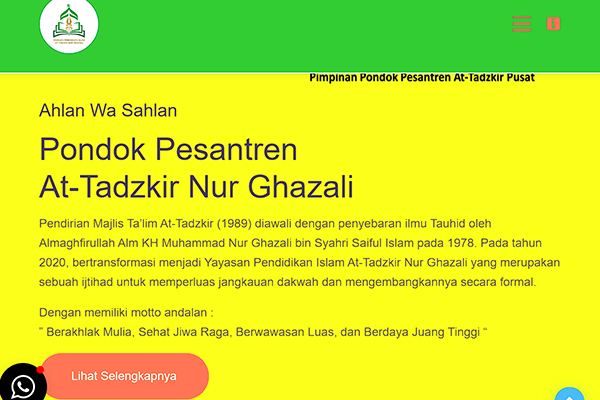 Pimpinan Pondok Pesantren At-Tadzkir Pusat
Ahlan Wa Sahlan
Pondok Pesantren
At-Tadzkir Nur Ghazali
Pendirian Majlis Ta'lim At-Tadzkir (1989) diawali dengan penyebaran ilmu Tauhid oleh
Almaghfirullah Alm KH Muhammad Nur Ghazali bin Syahri Saiful Islam pada 1978. Pada tahun
2020, bertransformasi menjadi Yayasan Pendidikan Islam At-Tadzkir Nur Ghazali yang merupakan
sebuah ijtihad untuk memperluas jangkauan dakwah dan mengembangkannya secara formal.
Dengan memiliki motto andalan :
” Berakhlak Mulia, Sehat Jiwa Raga, Berwawasan Luas, dan Berdaya Juang Tinggi “
Lihat Selengkapnya